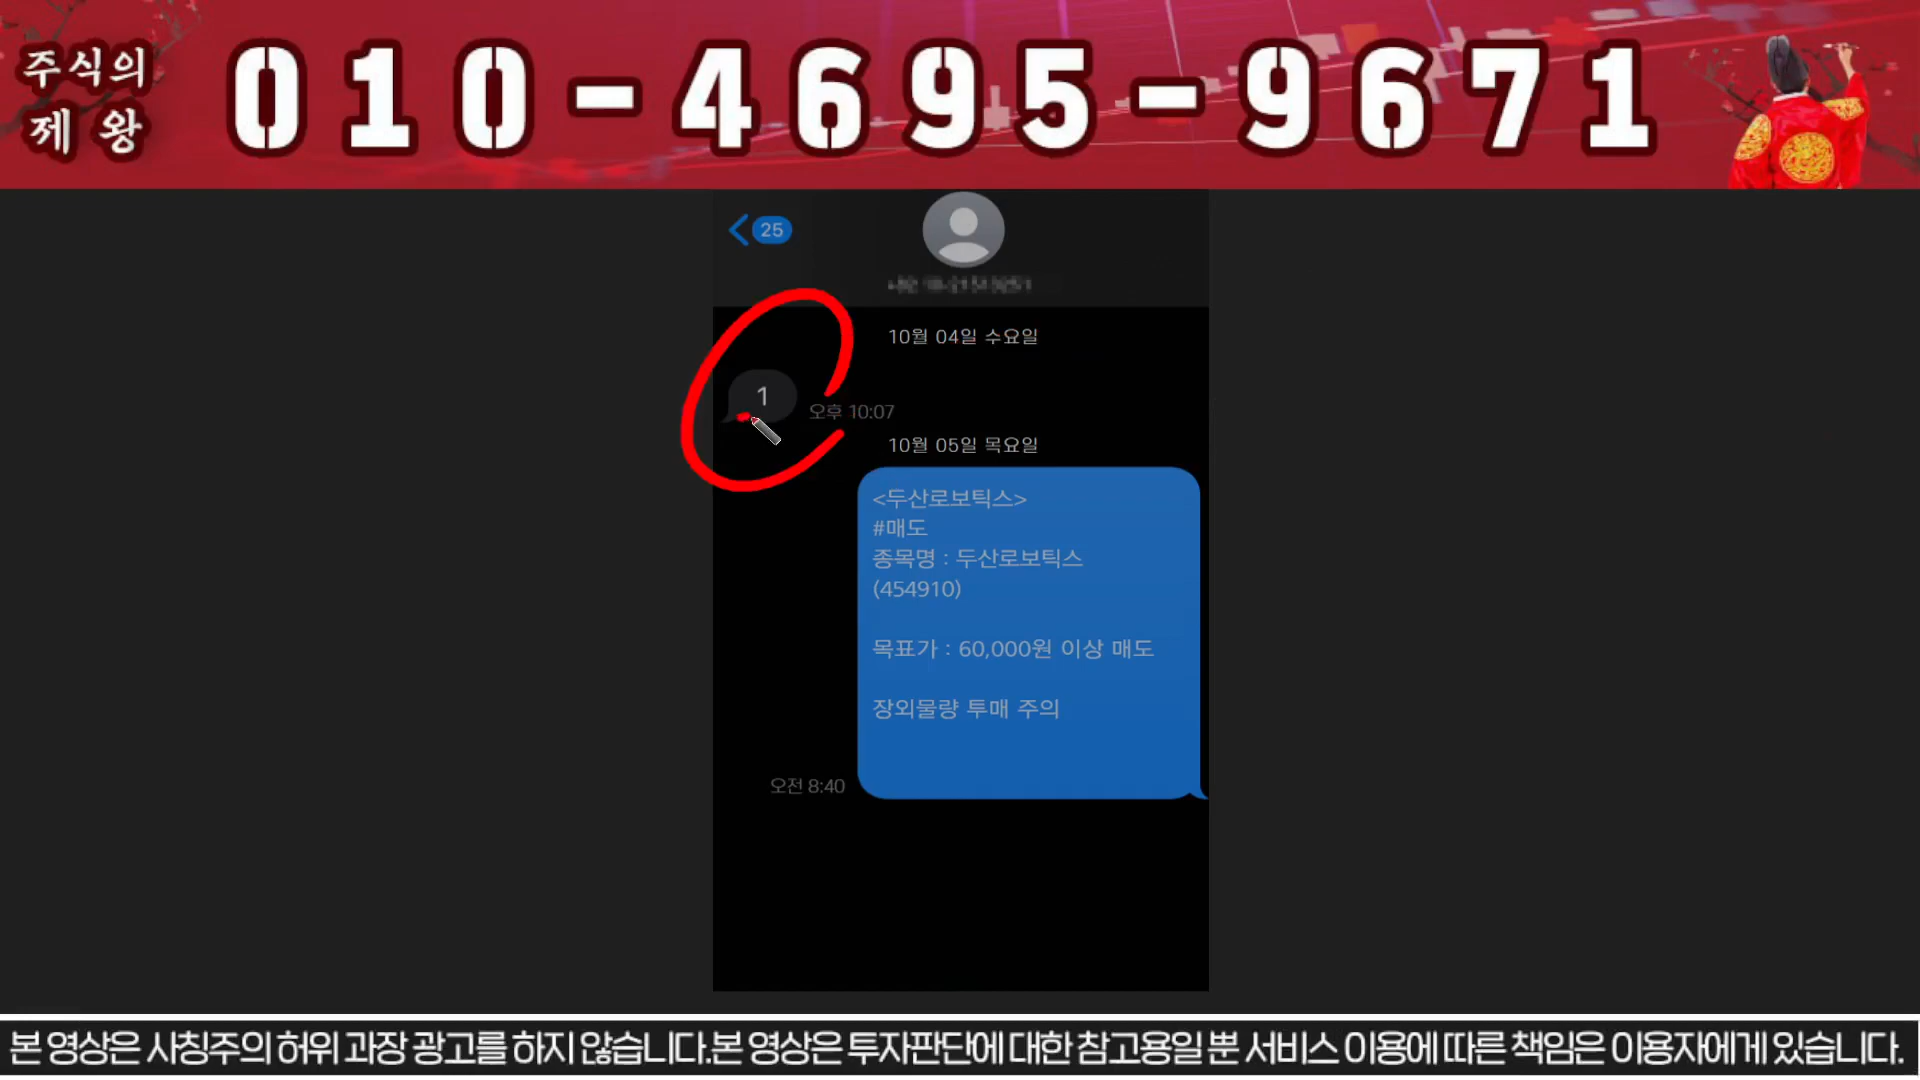 주식의
제왕
010-4695-9671
25
10월 04일 수요일
1
오후 10:07
10월 05일 목요일
<두산로보틱스>
#매도
종목명 : 두산로보틱스
(454910)
목표가 : 60,000원 이상 매도
장외물량 투매 주의
오전 8:40
본 영상은 사칭주의 허위 과장 광고를 하지 않습니다.본 영상은 투자판단에 대한 참고용일 뿐 서비스 이용에 따른 책임은 이용자에게 있습니다.